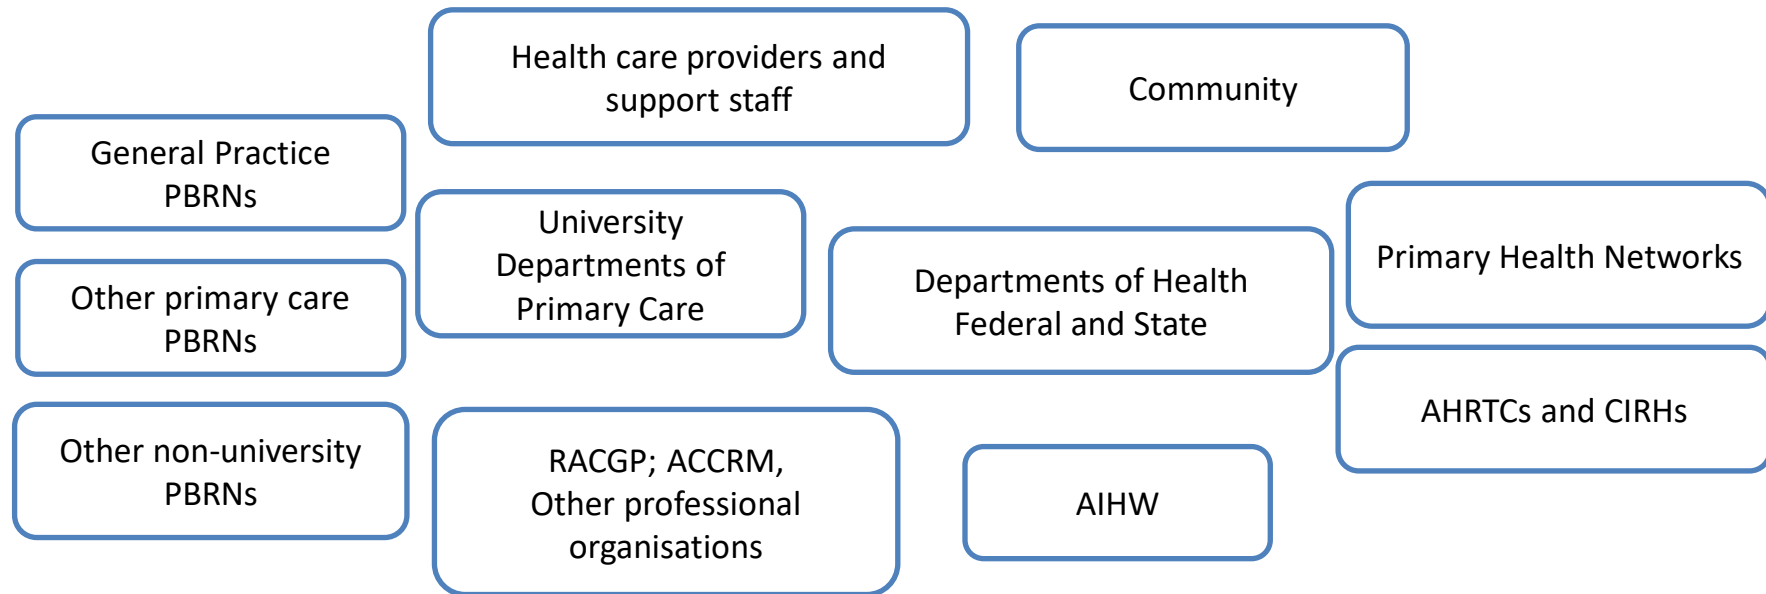 Health care providers and
support staff
Community
General Practice
PBRNs
University
Departments of
Primary Care
Primary Health Networks
Departments of Health
Federal and State
Other primary care
PBRNs
AHRTCs and CIRHs
Other non-university
PBRNs
RACGP; ACCRM,
Other professional
organisations
AIHW